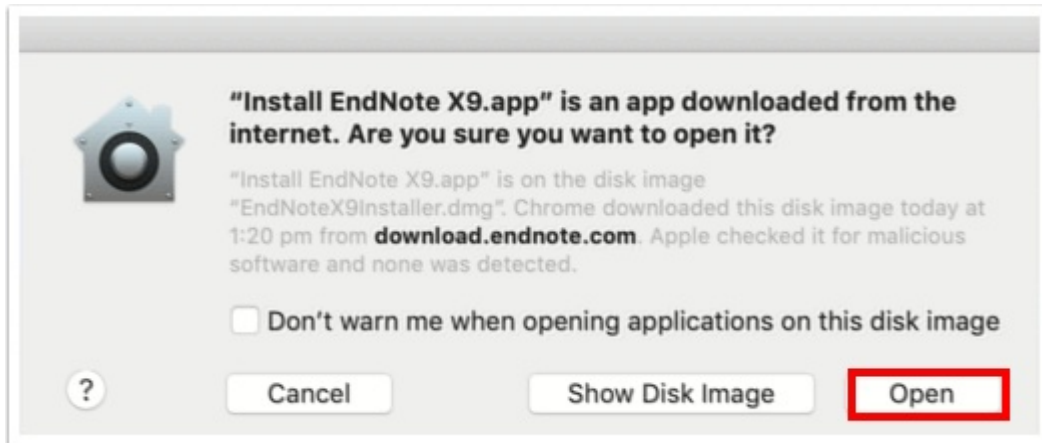 "Install EndNote X9.app" is an app downloaded from the
internet. Are you sure you want to open it?
"Install EndNote X9.app" is on the disk image
"EndNoteX9Installer.dmg". Chrome downloaded this disk image today at
1:20 pm from download.endnote.com. Apple checked it for malicious
software and none was detected.
Don't warn me when opening applications on this disk image
? Cancel Show Disk Image Open